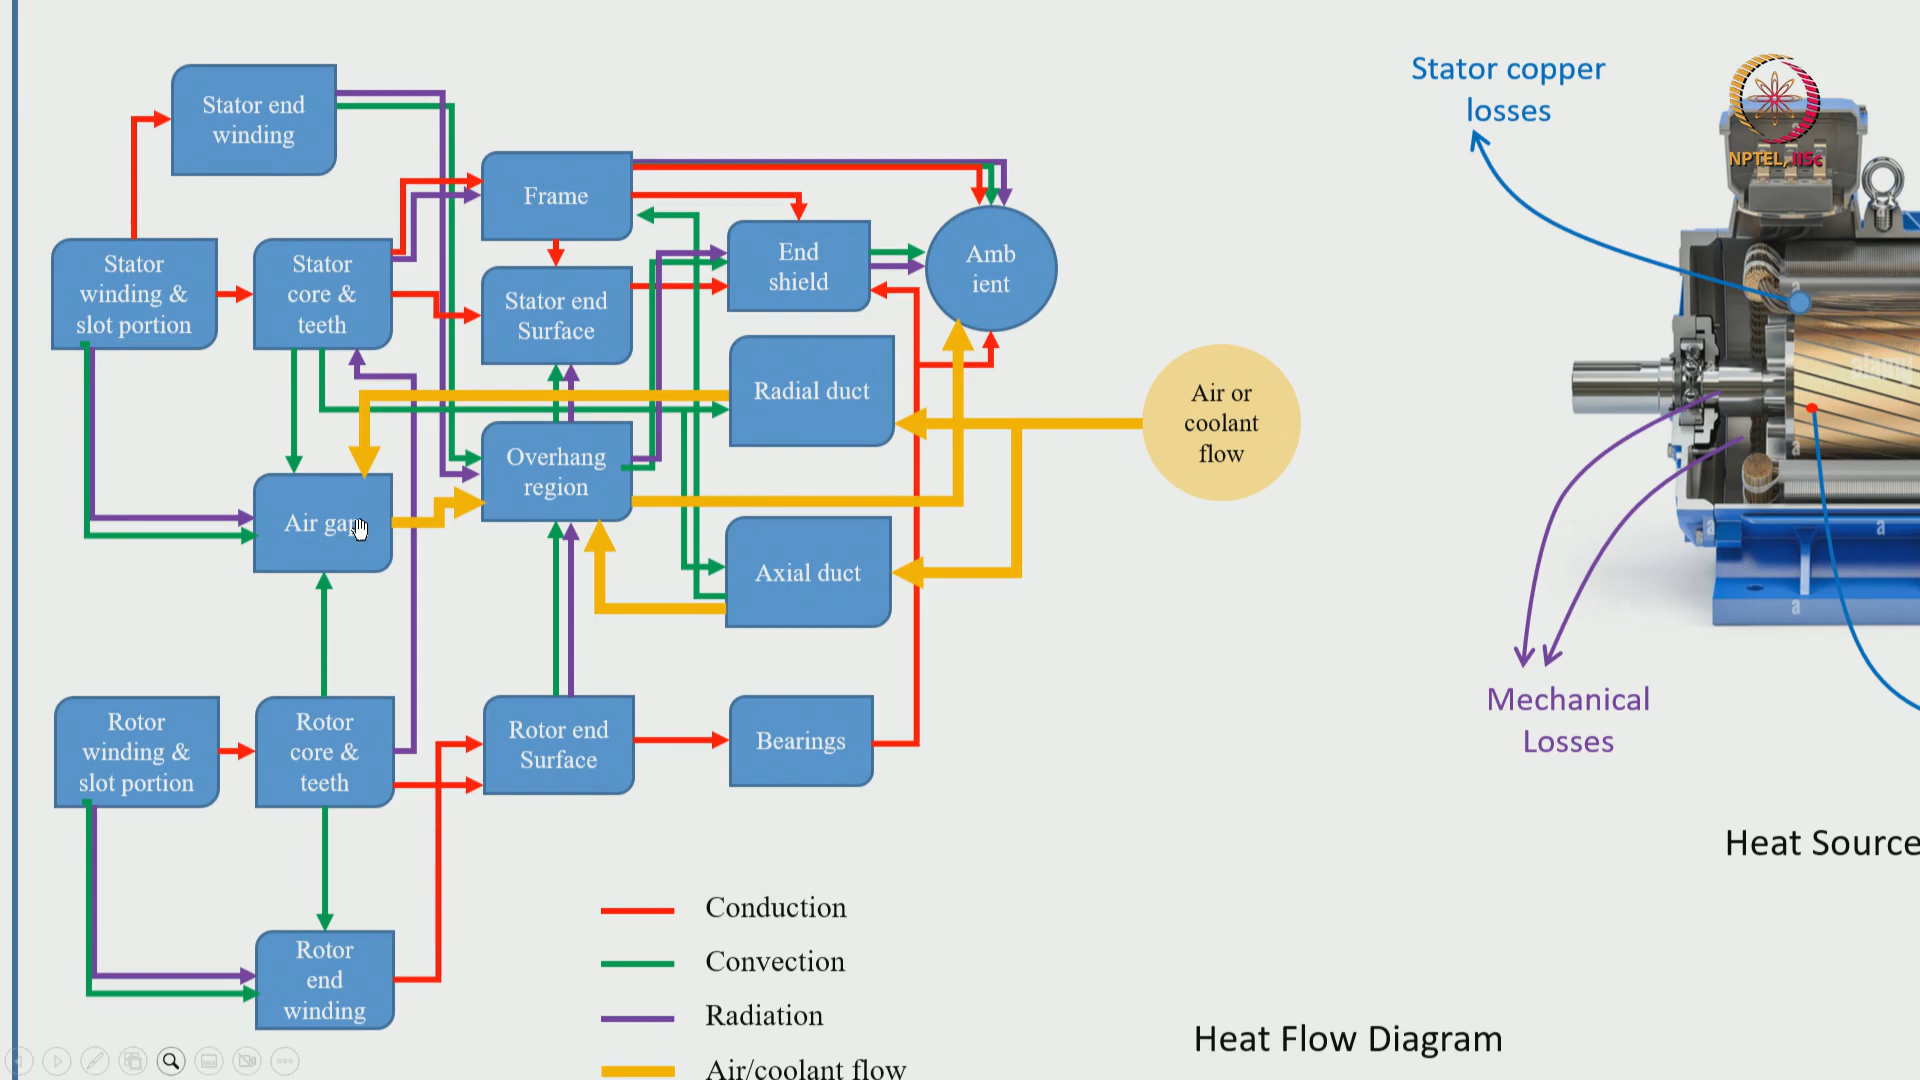 Stator end
winding
Stator copper
losses
NPTEL, IISc
Frame
Stator
winding &
slot portion
Stator
core &
teeth
End
shield
Amb
ient
Stator end
Surface
Radial duct
Air or
coolant
flow
Overhang
region
Air gap
Axial duct
Rotor
winding &
slot portion
Rotor
core &
teeth
Rotor end
Surface
Bearings
Mechanical
Losses
Heat Source
Rotor
end
winding
Conduction
Convection
Radiation
Air/coolant flow
Heat Flow Diagram
alamy
a
a
a
a
a
a